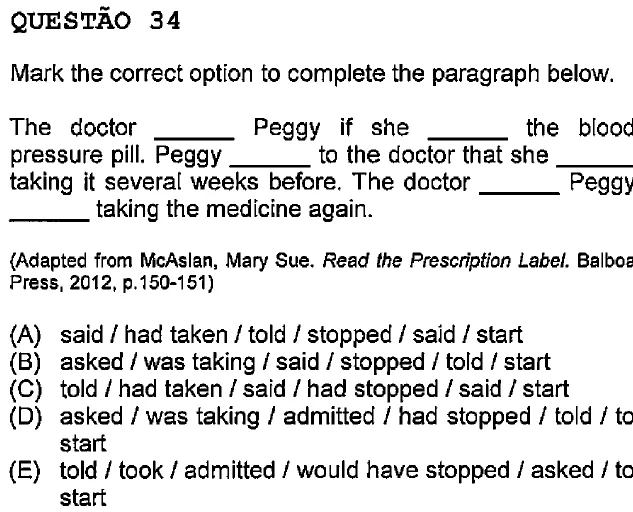 QUESTÃO 34
Mark the correct option to complete the paragraph below.
The doctor ______ Peggy if she ______ the blood
pressure pill. Peggy ______ to the doctor that she ______
taking it several weeks before. The doctor ______ Peggy
______ taking the medicine again.
(Adapted from McAslan, Mary Sue. Read the Prescription Label. Balboa
Press, 2012, p.150-151)
(A) said / had taken / told / stopped / said / start
(B) asked / was taking / said / stopped / told / start
(C) told / had taken / said / had stopped / said / start
(D) asked / was taking / admitted / had stopped / told / to
start
(E) told / took / admitted / would have stopped / asked / to
start